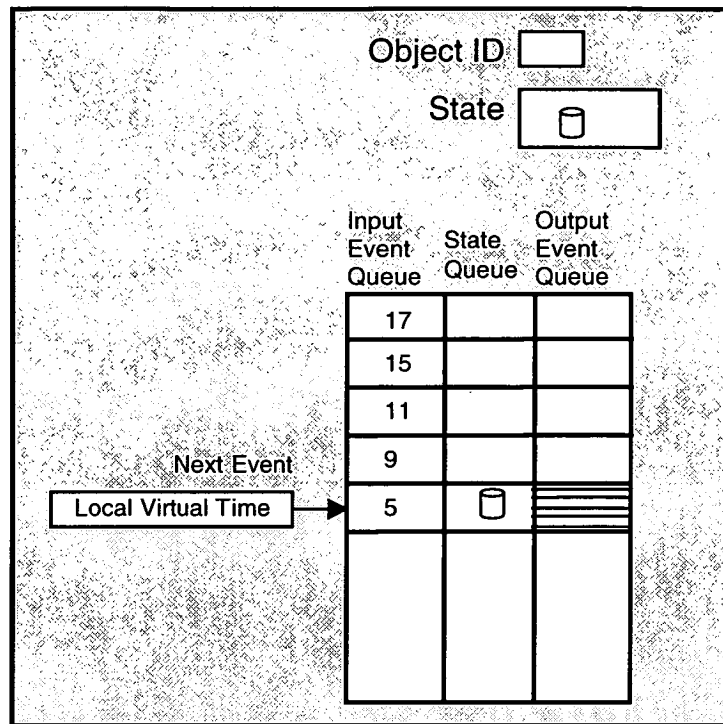 Object ID
State
Input
Event
Queue
State
Queue
Output
Event
Queue
17
15
11
Next Event
9
Local Virtual Time
5